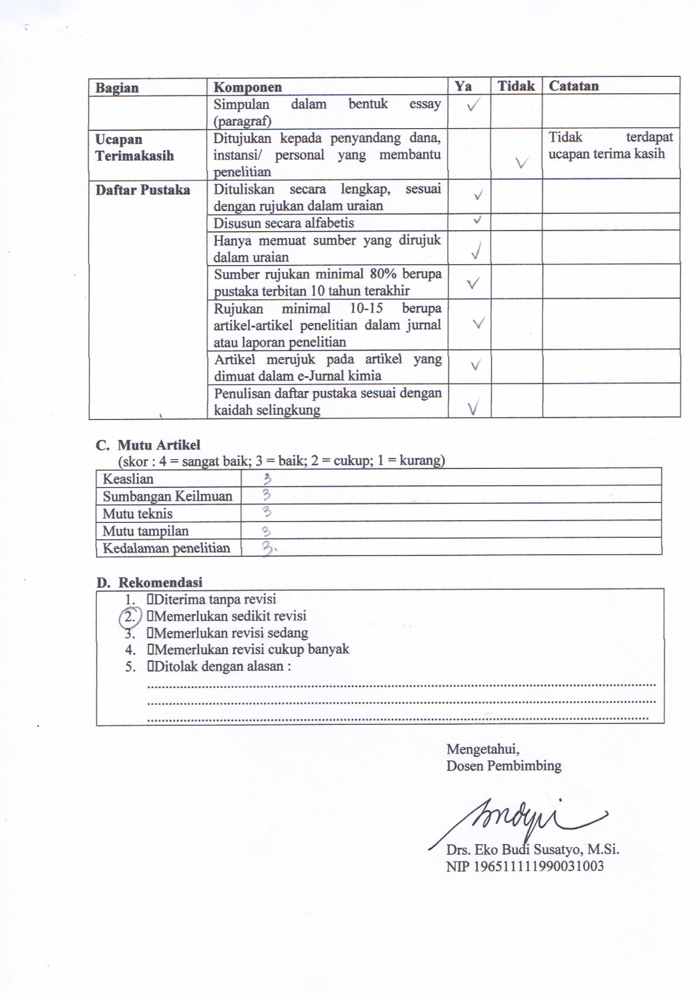 Bagian Komponen Ya Tidak Catatan
Simpulan dalam bentuk essay ✓
(paragraf)
Ucapan Ditujukan kepada penyandang dana, Tidak terdapat
Terimakasih instansi/ personal yang membantu ✓ ucapan terima kasih
penelitian
Daftar Pustaka Dituliskan secara lengkap, sesuai ✓
dengan rujukan dalam uraian
Disusun secara alfabetis ✓
Hanya memuat sumber yang dirujuk ✓
dalam uraian
Sumber rujukan minimal 80% berupa ✓
pustaka terbitan 10 tahun terakhir
Rujukan minimal 10-15 berupa ✓
artikel-artikel penelitian dalam jurnal
atau laporan penelitian
Artikel merujuk pada artikel yang ✓
dimuat dalam e-Jurnal kimia
Penulisan daftar pustaka sesuai dengan ✓
kaidah selingkung
C. Mutu Artikel
(skor : 4 = sangat baik; 3 = baik; 2 = cukup; 1 = kurang)
Keaslian 3
Sumbangan Keilmuan 3
Mutu teknis 3
Mutu tampilan 3
Kedalaman penelitian 3.
D. Rekomendasi
1. Diterima tanpa revisi
2. Memerlukan sedikit revisi
3. Memerlukan revisi sedang
4. Memerlukan revisi cukup banyak
5. Ditolak dengan alasan :
Mengetahui,
Dosen Pembimbing
Drs. Eko Budi Susatyo, M.Si.
NIP 196511111990031003